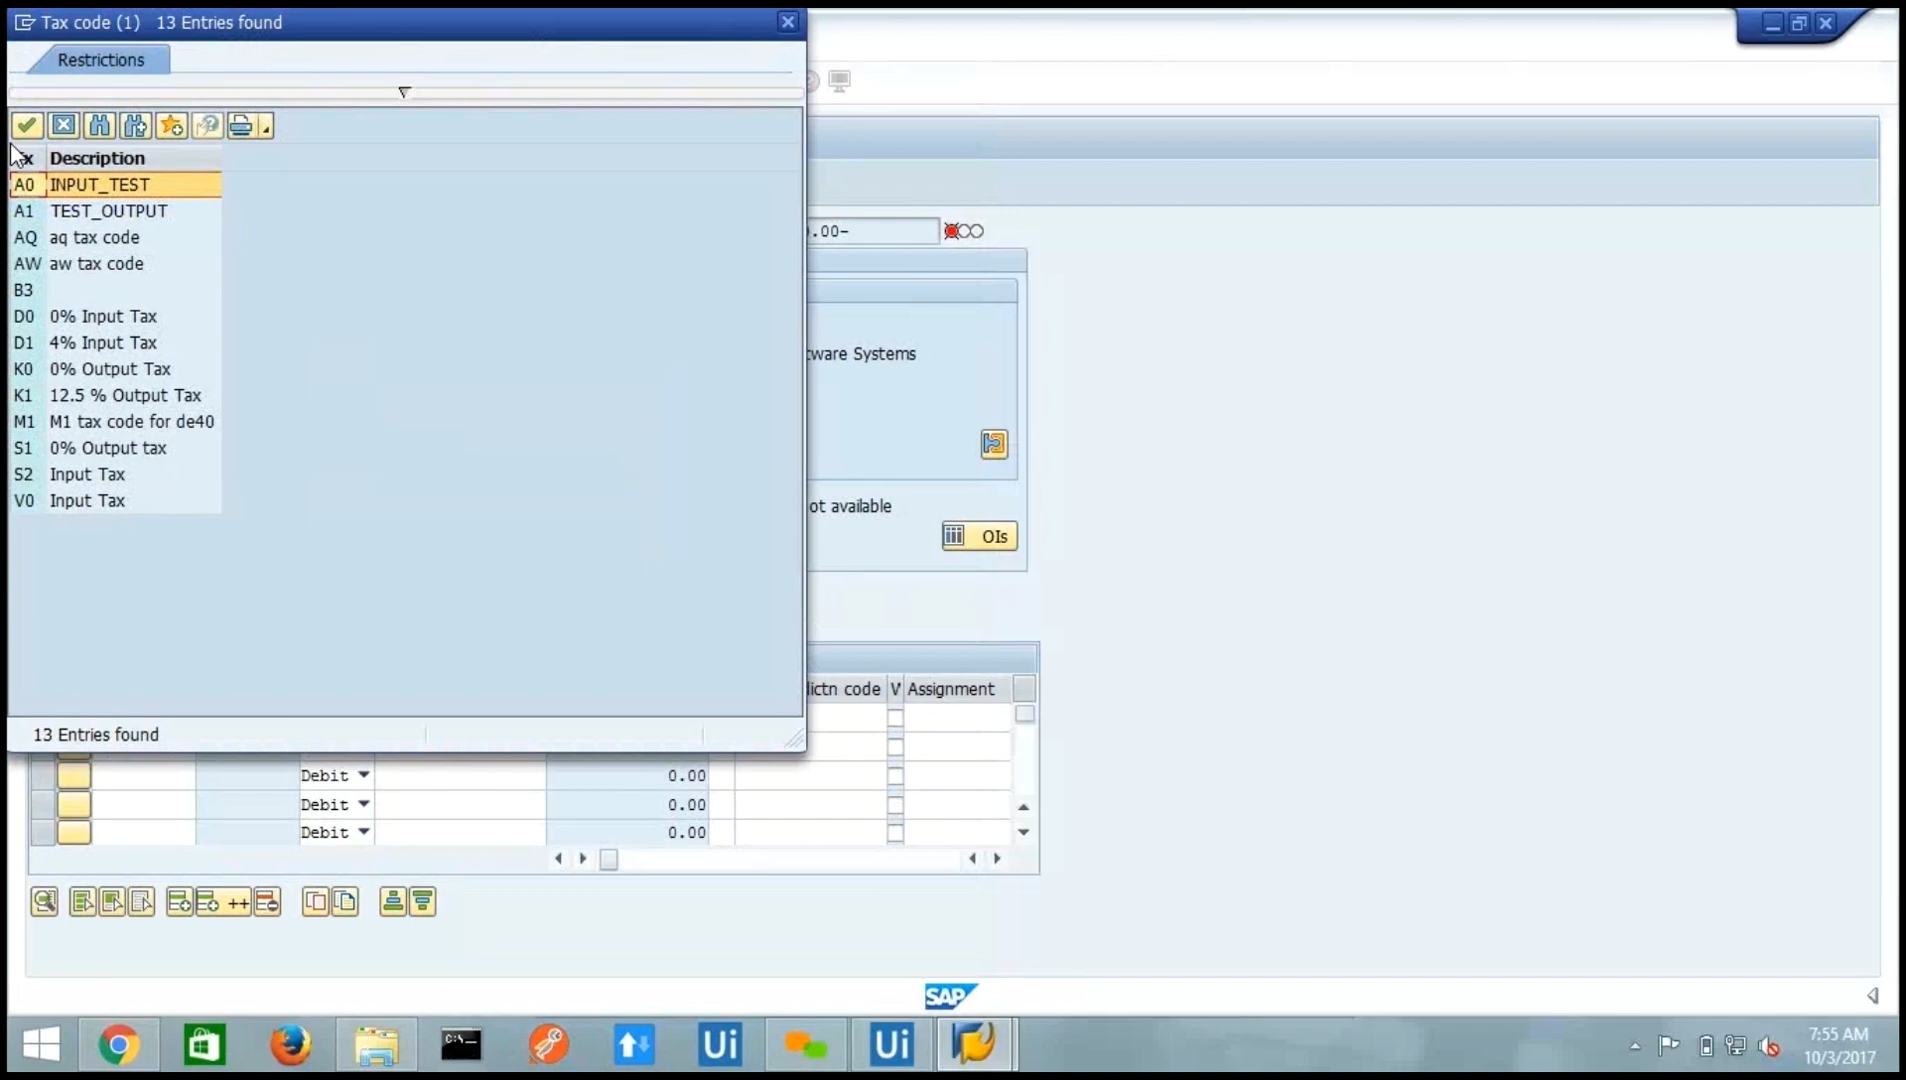 Tax code (1) 13 Entries found
Restrictions
Description
A0 INPUT_TEST
A1 TEST_OUTPUT
AQ aq tax code
AW aw tax code
B3
D0 0% Input Tax
D1 4% Input Tax
K0 0% Output Tax
K1 12.5 % Output Tax
M1 M1 tax code for de40
S1 0% Output tax
S2 Input Tax
V0 Input Tax
13 Entries found
.00-
tware Systems
ot available
OIs
dictn code V Assignment
Debit 0.00
Debit 0.00
Debit 0.00
++
SAP
C:\_
Ui
Ui
7:55 AM
10/3/2017